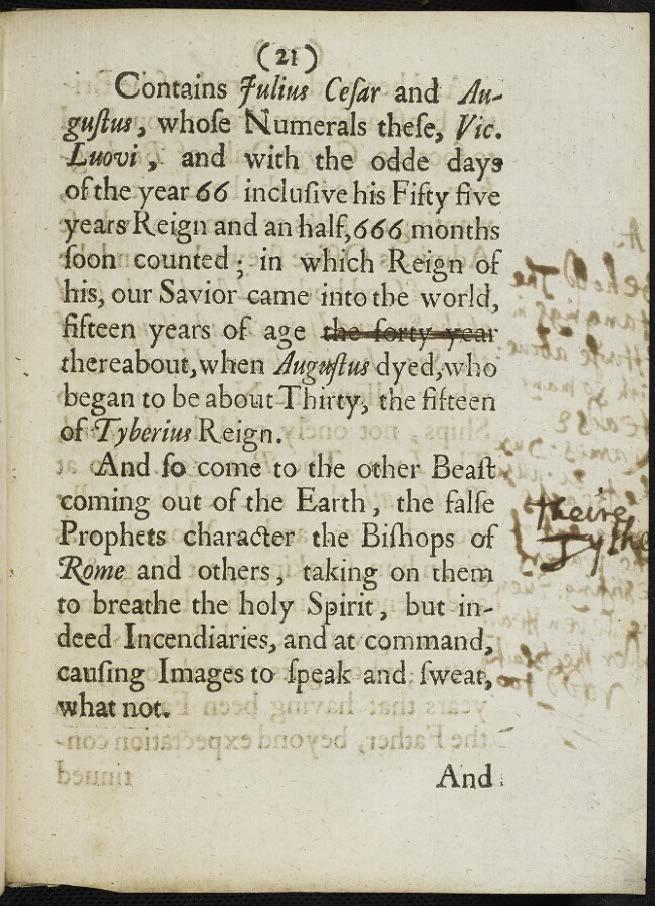 (21)
Contains Julius Ceſar and Au-
guſtus, whoſe Numerals theſe, Vic.
Luovi, and with the odde days
of the year 66 incluſive his Fifty five
years Reign and an half, 666 months
ſoon counted; in which Reign of
his, our Savior came into the world,
fifteen years of age the forty year
thereabout, when Auguſtus dyed, who
began to be about Thirty, the fifteen
of Tyberius Reign.
And ſo come to the other Beaſt
coming out of the Earth, the falſe
Prophets character the Biſhops of
Rome and others, taking on them
to breathe the holy Spirit, but in-
deed Incendiaries, and at command,
cauſing Images to ſpeak and ſweat,
what not.
And
theire
Tythe